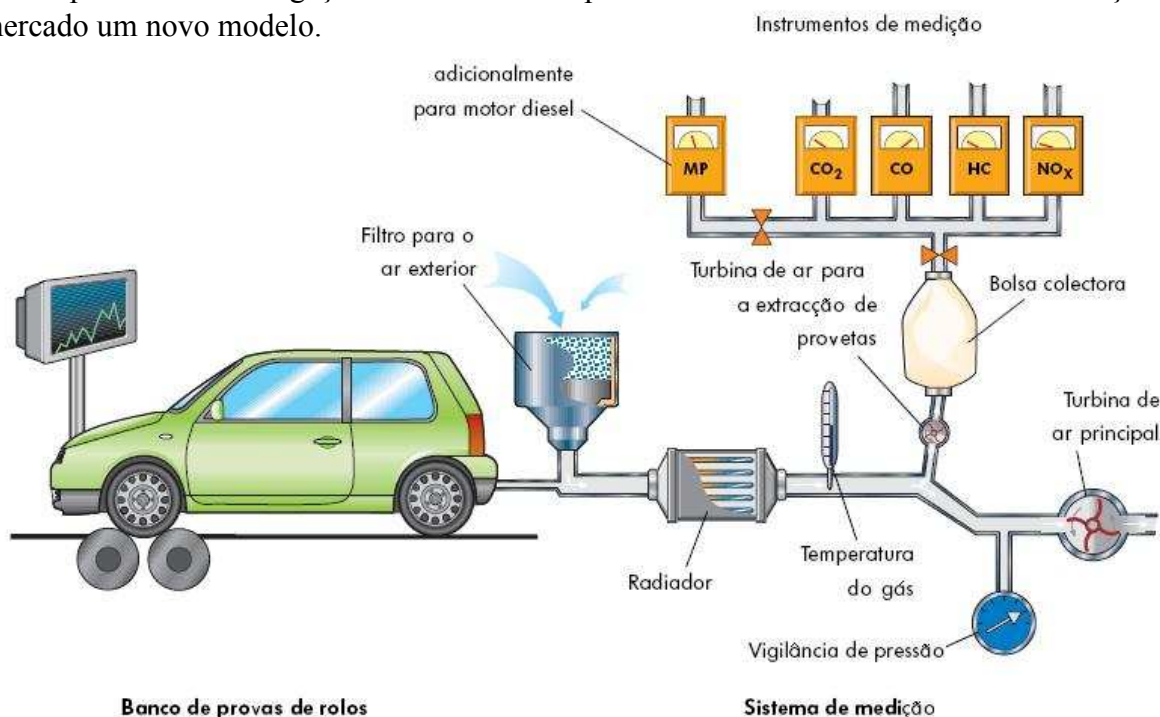 mercado um novo modelo.
Instrumentos de medição
adicionalmente
para motor diesel
MP
CO2
CO
HC
NOX
Filtro para o
ar exterior
Turbina de ar para
a extracção de
provetas
Bolsa colectora
Turbina de
ar principal
Radiador
Temperatura
do gás
Vigilância de pressão
Banco de provas de rolos
Sistema de medição